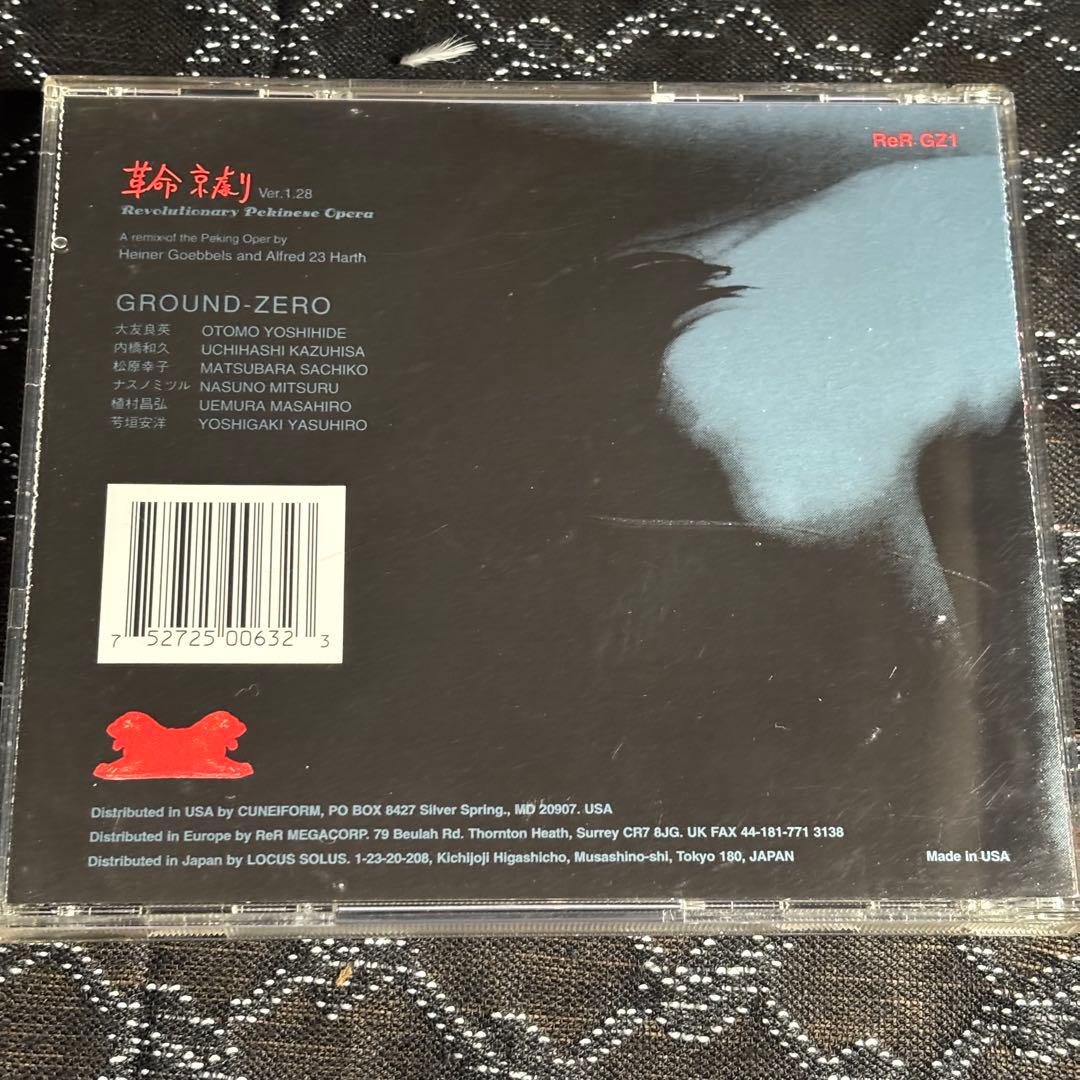 ReR GZ1
革命京劇 Ver.1.28
Revolutionary Pekinese Opera
A remix of the Peking Oper by
Heiner Goebbels and Alfred 23 Harth
GROUND-ZERO
大友良英 OTOMO YOSHIHIDE
内橋和久 UCHIHASHI KAZUHISA
松原幸子 MATSUBARA SACHIKO
ナスノミツル NASUNO MITSURU
植村昌弘 UEMURA MASAHIRO
芳垣安洋 YOSHIGAKI YASUHIRO
7 52725 00632 3
Distributed in USA by CUNEIFORM, PO BOX 8427 Silver Spring., MD 20907. USA
Distributed in Europe by ReR MEGACORP. 79 Beulah Rd. Thornton Heath, Surrey CR7 8JG. UK FAX 44-181-771 3138
Distributed in Japan by LOCUS SOLUS. 1-23-20-208, Kichijoji Higashicho, Musashino-shi, Tokyo 180, JAPAN
Made in USA